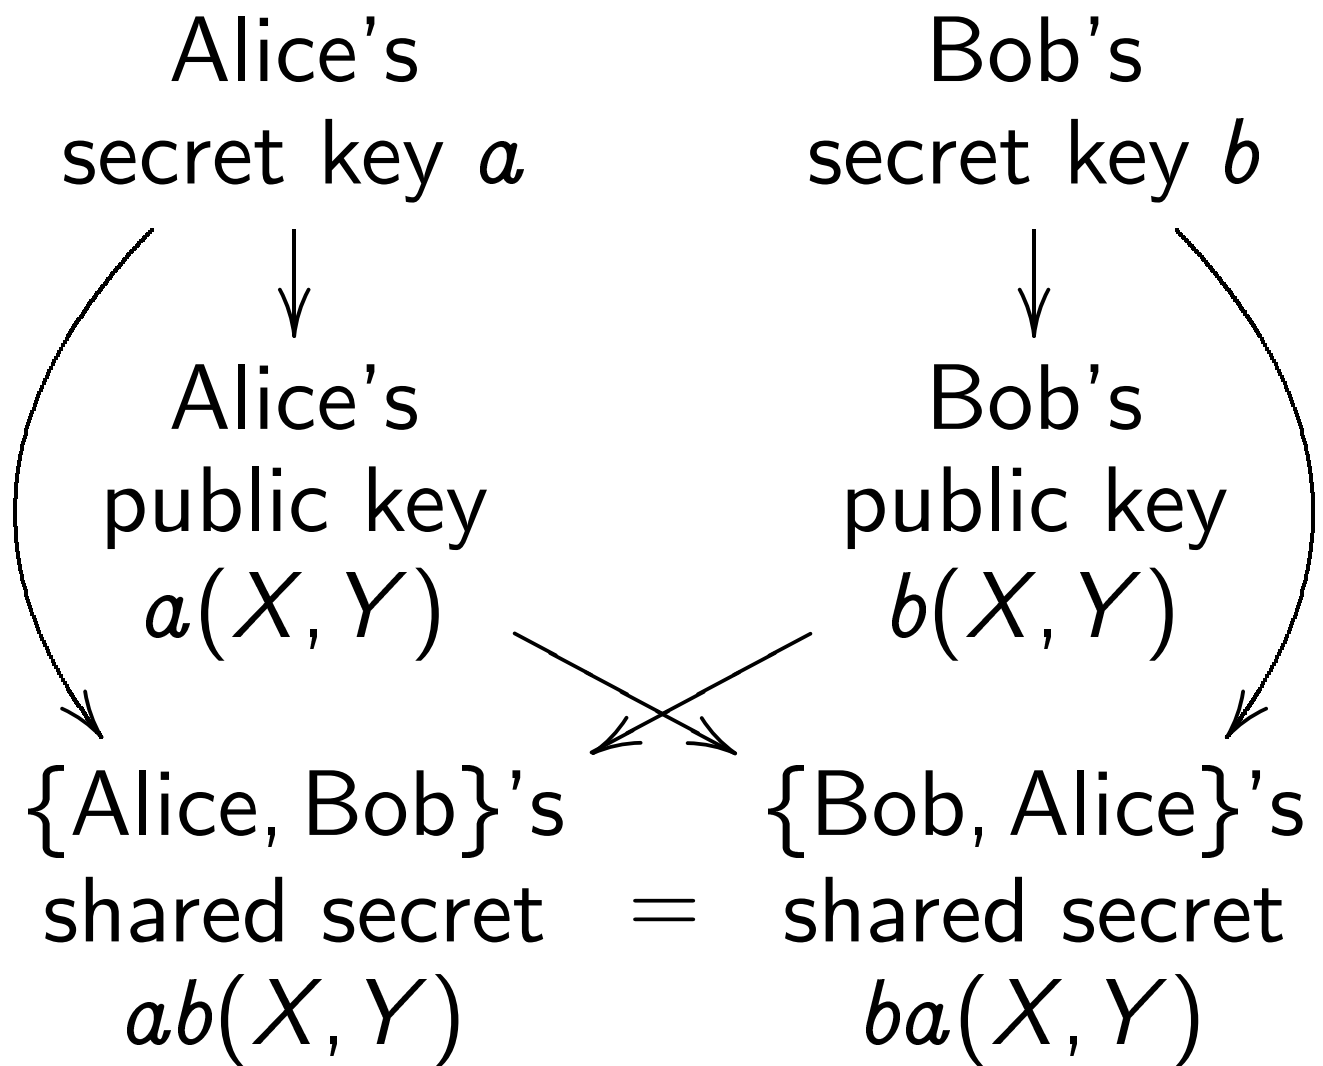 Alice’s
secret key a
Bob’s
secret key b
Alice’s
public key
a(X, Y)
Bob’s
public key
b(X, Y)
{Alice, Bob}’s
shared secret
ab(X, Y)
=
{Bob, Alice}’s
shared secret
ba(X, Y)